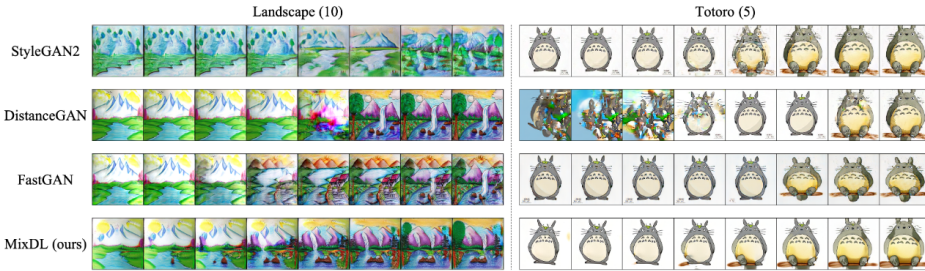 Landscape (10)
Totoro (5)
StyleGAN2
DistanceGAN
FastGAN
MixDL (ours)